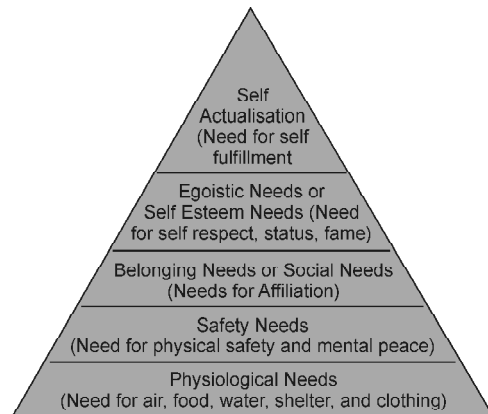 Self
Actualisation
(Need for self
fulfillment
Egoistic Needs or
Self Esteem Needs (Need
for self respect, status, fame)
Belonging Needs or Social Needs
(Needs for Affiliation)
Safety Needs
(Need for physical safety and mental peace)
Physiological Needs
(Need for air, food, water, shelter, and clothing)